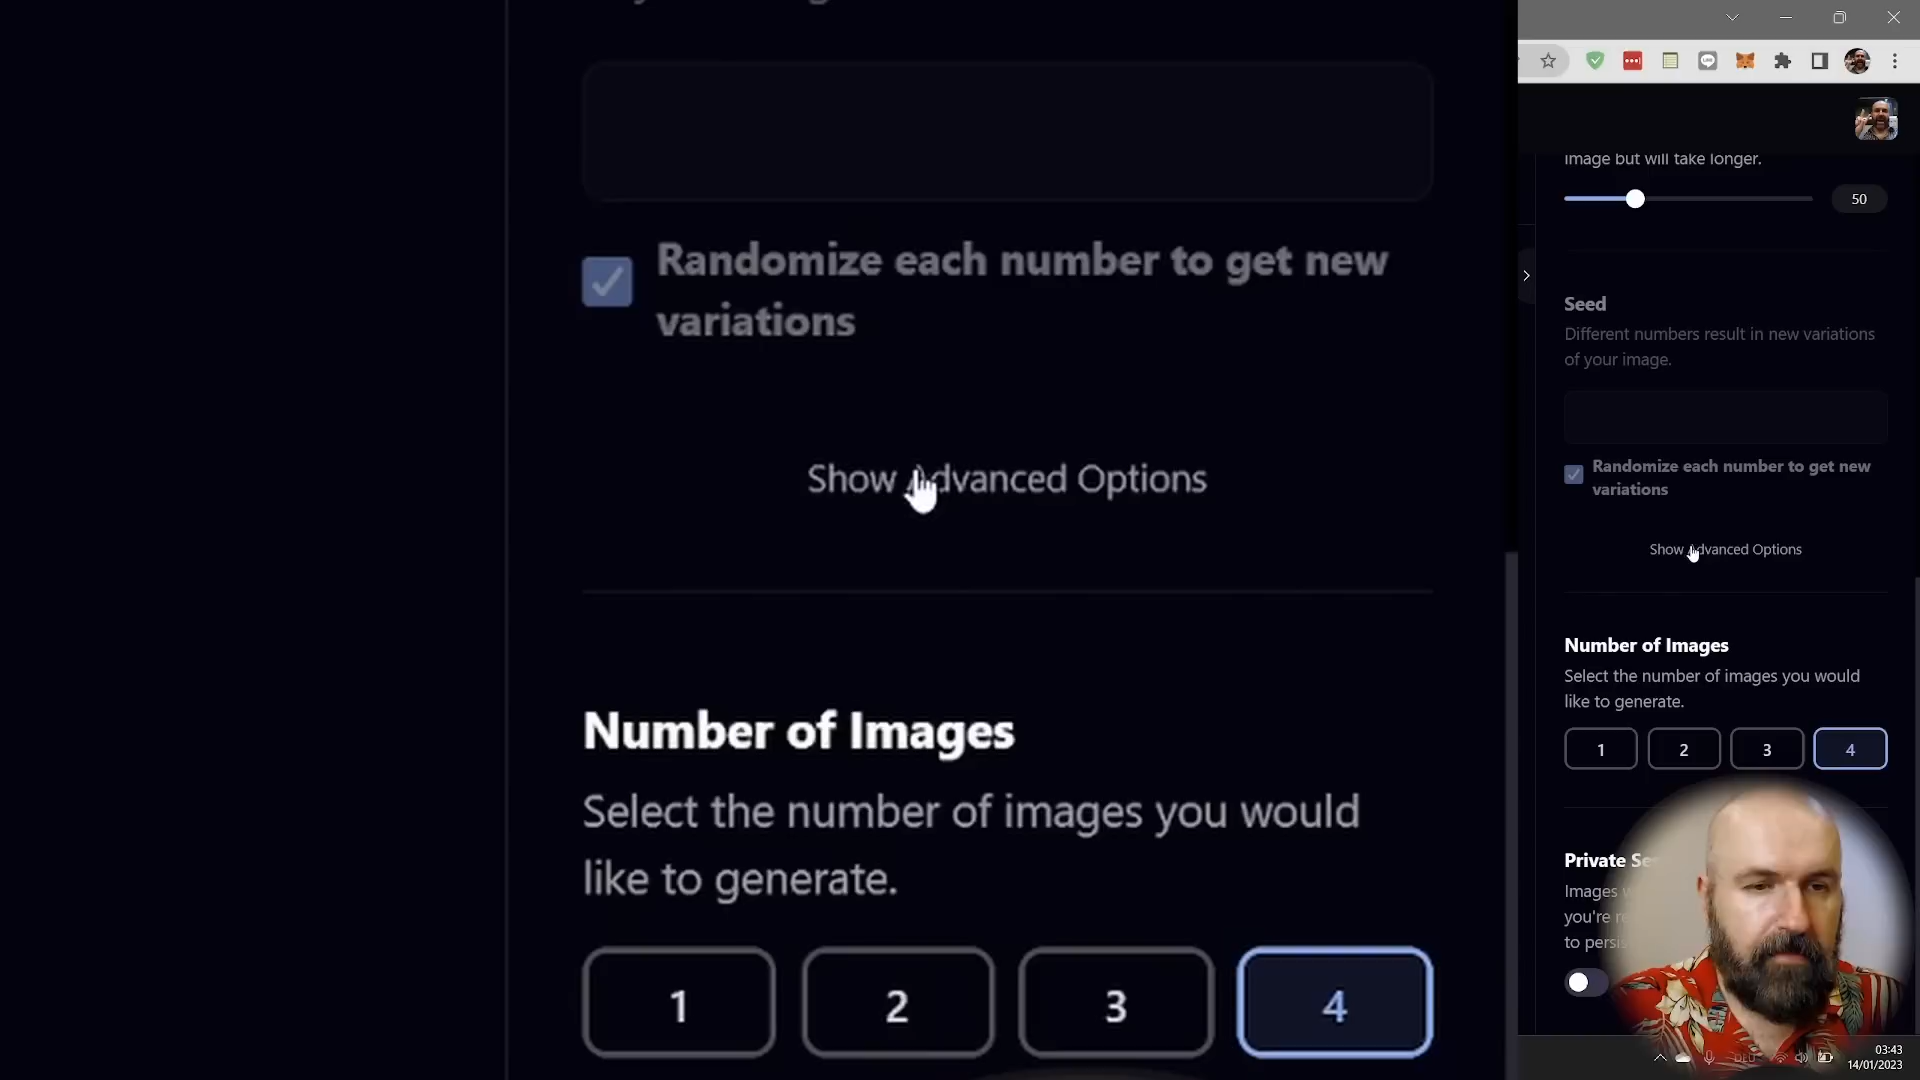 Randomize each number to get new
variations
Show Advanced Options
Number of Images
Select the number of images you would
like to generate.
1 2 3 4
image but will take longer.
50
Seed
Different numbers result in new variations
of your image.
Randomize each number to get new
variations
Show Advanced Options
Number of Images
Select the number of images you would
like to generate.
1 2 3 4
Private
Images
you're
to
DEU
03:43
14/01/2023